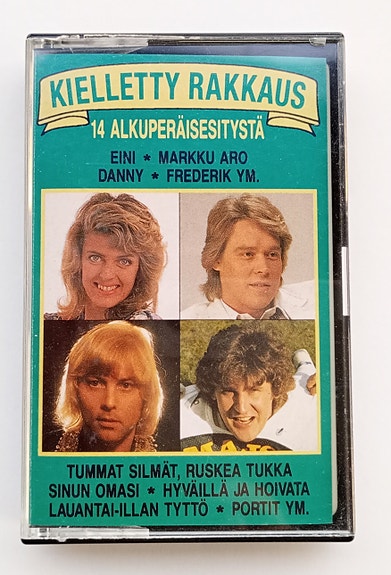 KIELLETTY RAKKAUS
14 ALKUPERÄISESITYSTÄ
EINI * MARKKU ARO
DANNY * FREDERIK YM.
TUMMAT SILMÄT, RUSKEA TUKKA
SINUN OMASI * HYVÄILLÄ JA HOIVATA
LAUANTAI-ILLAN TYTTÖ * PORTIT YM.